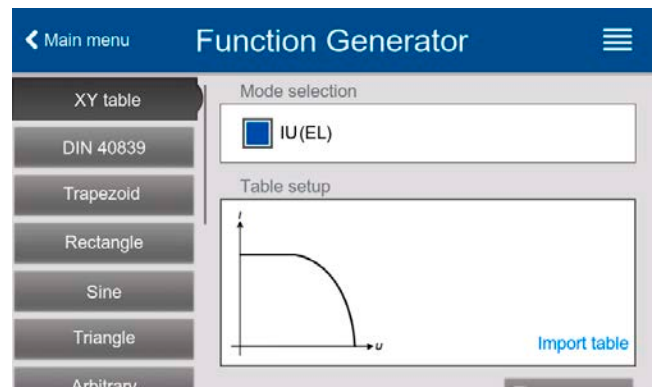 Main menu
Function Generator
XY table
DIN 40839
Trapezoid
Rectangle
Sine
Triangle
Arbitrary
Mode selection
IU(EL)
Table setup
I
U
Import table